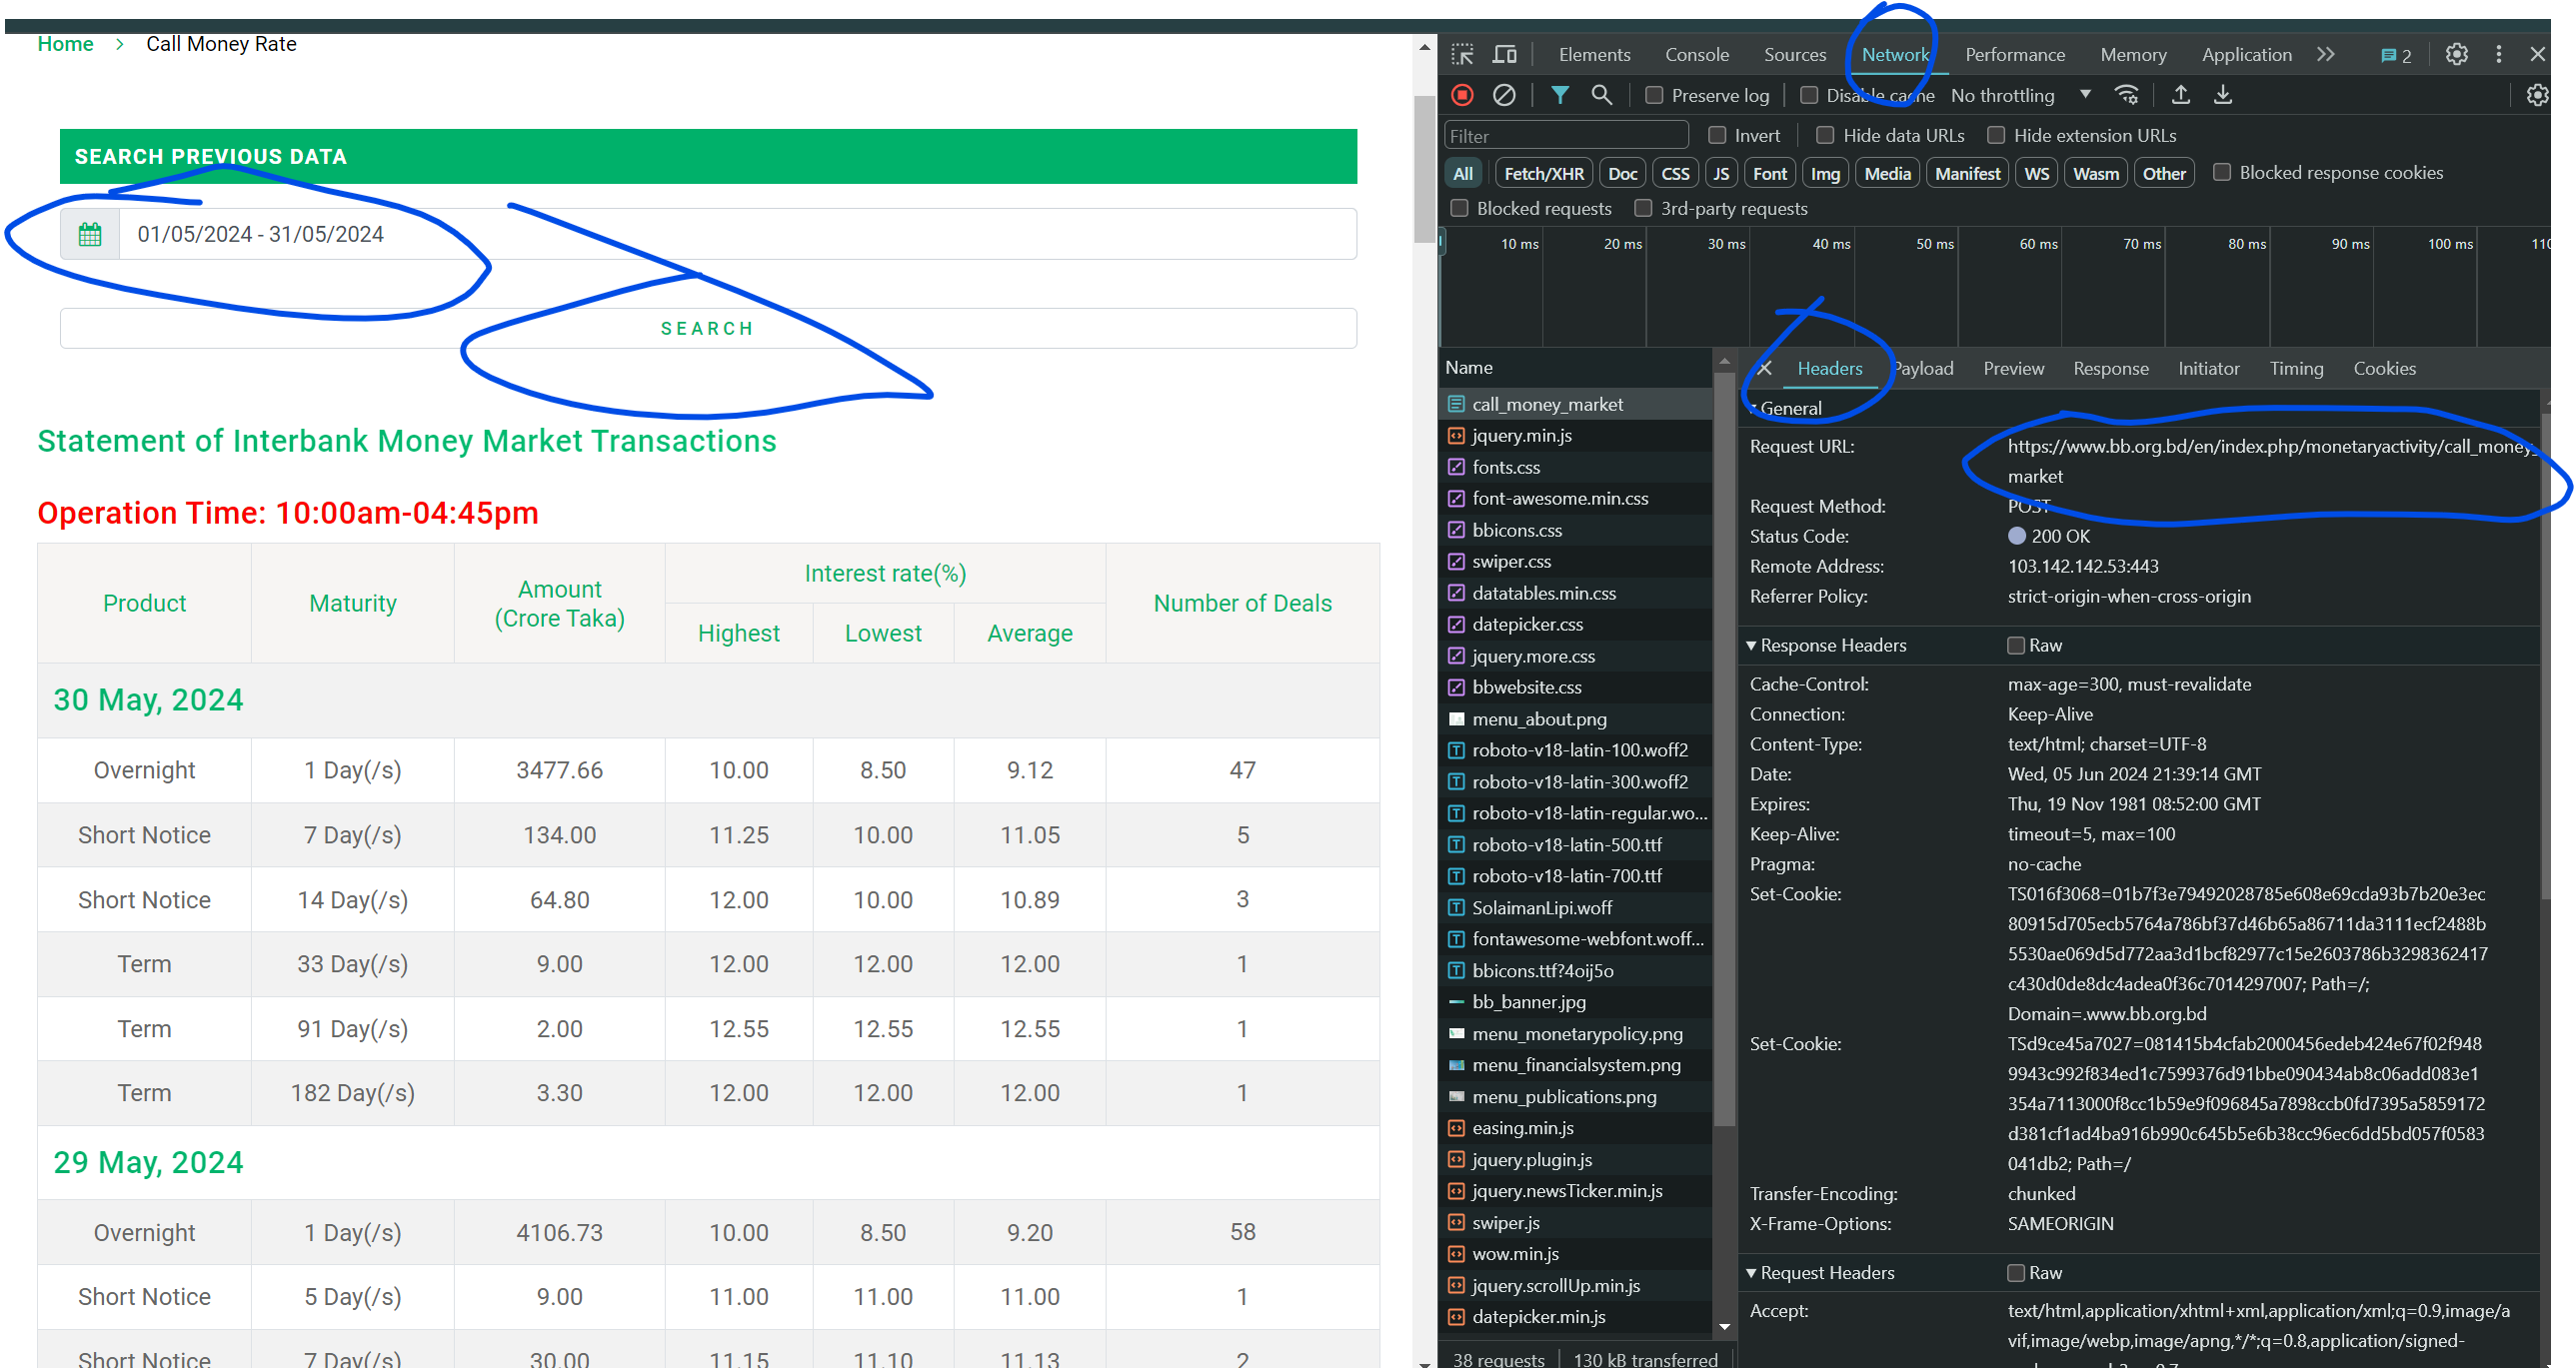 Home > Call Money Rate
SEARCH PREVIOUS DATA
01/05/2024 - 31/05/2024
SEARCH
Statement of Interbank Money Market Transactions
Operation Time: 10:00am-04:45pm
Product Maturity Amount (Crore Taka) Interest rate(%) Number of Deals
Highest Lowest Average
30 May, 2024
Overnight 1 Day(/s) 3477.66 10.00 8.50 9.12 47
Short Notice 7 Day(/s) 134.00 11.25 10.00 11.05 5
Short Notice 14 Day(/s) 64.80 12.00 10.00 10.89 3
Term 33 Day(/s) 9.00 12.00 12.00 12.00 1
Term 91 Day(/s) 2.00 12.55 12.55 12.55 1
Term 182 Day(/s) 3.30 12.00 12.00 12.00 1
29 May, 2024
Overnight 1 Day(/s) 4106.73 10.00 8.50 9.20 58
Short Notice 5 Day(/s) 9.00 11.00 11.00 11.00 1
Short Notice 7 Day(/s) 30.00 11.15 11.10 11.13 2
Elements Console Sources Network Performance Memory Application 2
Preserve log Disable cache No throttling
Filter Invert Hide data URLs Hide extension URLs
All Fetch/XHR Doc CSS JS Font Img Media Manifest WS Wasm Other Blocked response cookies
Blocked requests 3rd-party requests
10 ms 20 ms 30 ms 40 ms 50 ms 60 ms 70 ms 80 ms 90 ms 100 ms 110
Name
call_money_market
jquery.min.js
fonts.css
font-awesome.min.css
bbicons.css
swiper.css
datatables.min.css
datepicker.css
jquery.more.css
bbwebsite.css
menu_about.png
roboto-v18-latin-100.woff2
roboto-v18-latin-300.woff2
roboto-v18-latin-regular.wo...
roboto-v18-latin-500.ttf
roboto-v18-latin-700.ttf
SolaimanLipi.woff
fontawesome-webfont.woff...
bbicons.ttf?4oij5o
bb_banner.jpg
menu_monetarypolicy.png
menu_financialsystem.png
menu_publications.png
easing.min.js
jquery.plugin.js
jquery.newsTicker.min.js
swiper.js
wow.min.js
jquery.scrollUp.min.js
datepicker.min.js
38 requests 130 kB transferred
Headers Payload Preview Response Initiator Timing Cookies
General
Request URL: https://www.bb.org.bd/en/index.php/monetaryactivity/call_money_
market
Request Method: POST
Status Code: 200 OK
Remote Address: 103.142.142.53:443
Referrer Policy: strict-origin-when-cross-origin
Response Headers Raw
Cache-Control: max-age=300, must-revalidate
Connection: Keep-Alive
Content-Type: text/html; charset=UTF-8
Date: Wed, 05 Jun 2024 21:39:14 GMT
Expires: Thu, 19 Nov 1981 08:52:00 GMT
Keep-Alive: timeout=5, max=100
Pragma: no-cache
Set-Cookie: TS016f3068=01b7f3e79492028785e608e69cda93b7b20e3ec
80915d705ecb5764a786bf37d46b65a86711da3111ecf2488b
5530ae069d5d772aa3d1bcf82977c15e2603786b3298362417
c430d0de8dc4adea0f36c7014297007; Path=/;
Domain=.www.bb.org.bd
Set-Cookie: TSd9ce45a7027=081415b4cfab2000456edeb424e67f02f948
9943c992f834ed1c7599376d91bbe090434ab8c06add083e1
354a7113000f8cc1b59e9f096845a7898ccb0fd7395a5859172
d381cf1ad4ba916b990c645b5e6b38cc96ec6dd5bd057f0583
041db2; Path=/
Transfer-Encoding: chunked
X-Frame-Options: SAMEORIGIN
Request Headers Raw
Accept: text/html,application/xhtml+xml,application/xml;q=0.9,image/a
vif,image/webp,image/apng,*/*;q=0.8,application/signed-